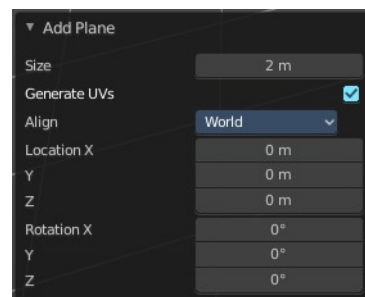 Add Plane
Size 2 m
Generate UVs
Align World
Location X 0 m
Y 0 m
Z 0 m
Rotation X 0°
Y 0°
Z 0°